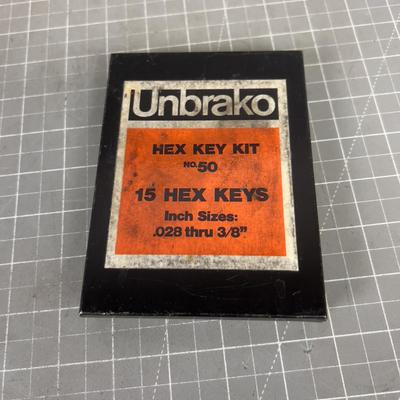 Unbrako
HEX KEY KIT
NO.50
15 HEX KEYS
Inch Sizes:
.028 thru 3/8"